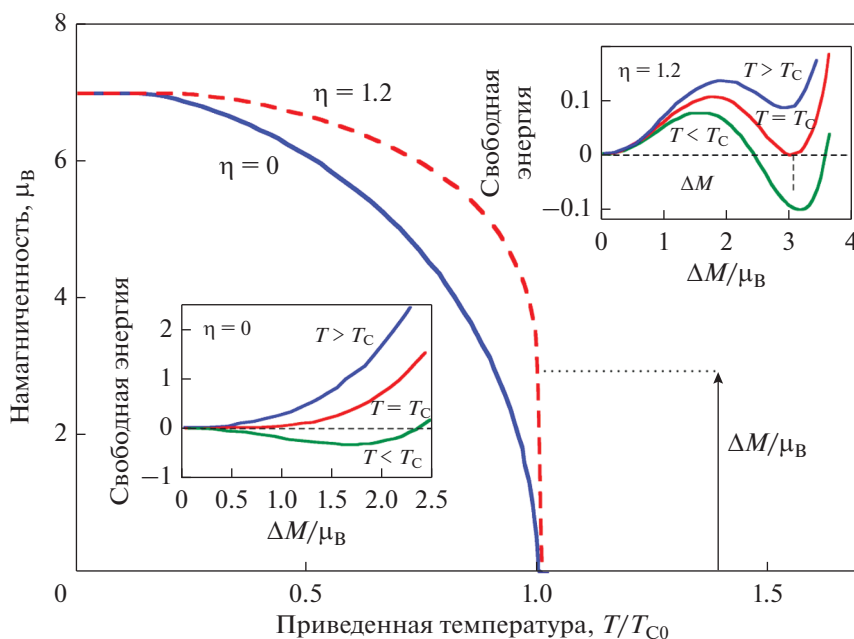 8
6
4
2
0
0.5
1.0
1.5
Намагниченность, μB
Приведенная температура, T/TC0
η = 1.2
η = 0
ΔM/μB
Свободная
энергия
0.1
0
−0.1
0
1
2
3
4
ΔM/μB
η = 1.2
T > TC
T = TC
T < TC
ΔM
Свободная энергия
2
1
0
−1
0
0.5
1.0
1.5
2.0
2.5
ΔM/μB
η = 0
T > TC
T = TC
T < TC